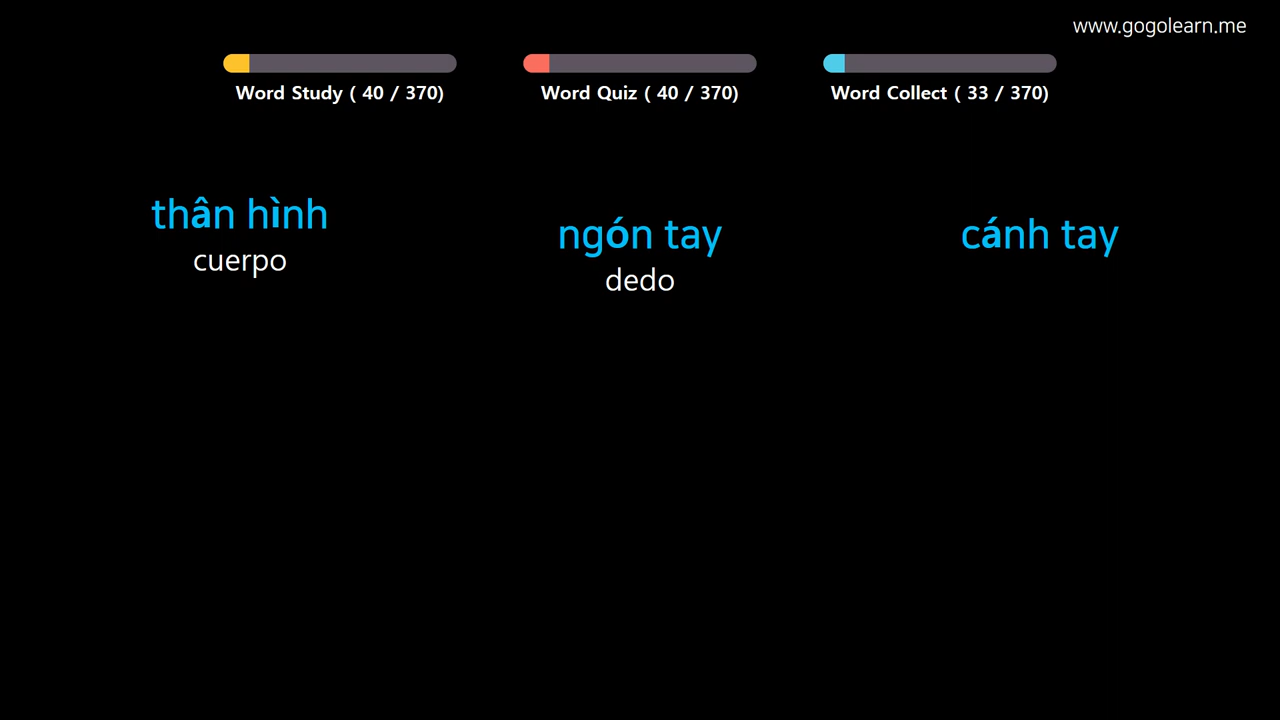 www.gogolearn.me
Word Study ( 40 / 370)
Word Quiz ( 40 / 370)
Word Collect ( 33 / 370)
thân hình
cuerpo
ngón tay
dedo
cánh tay